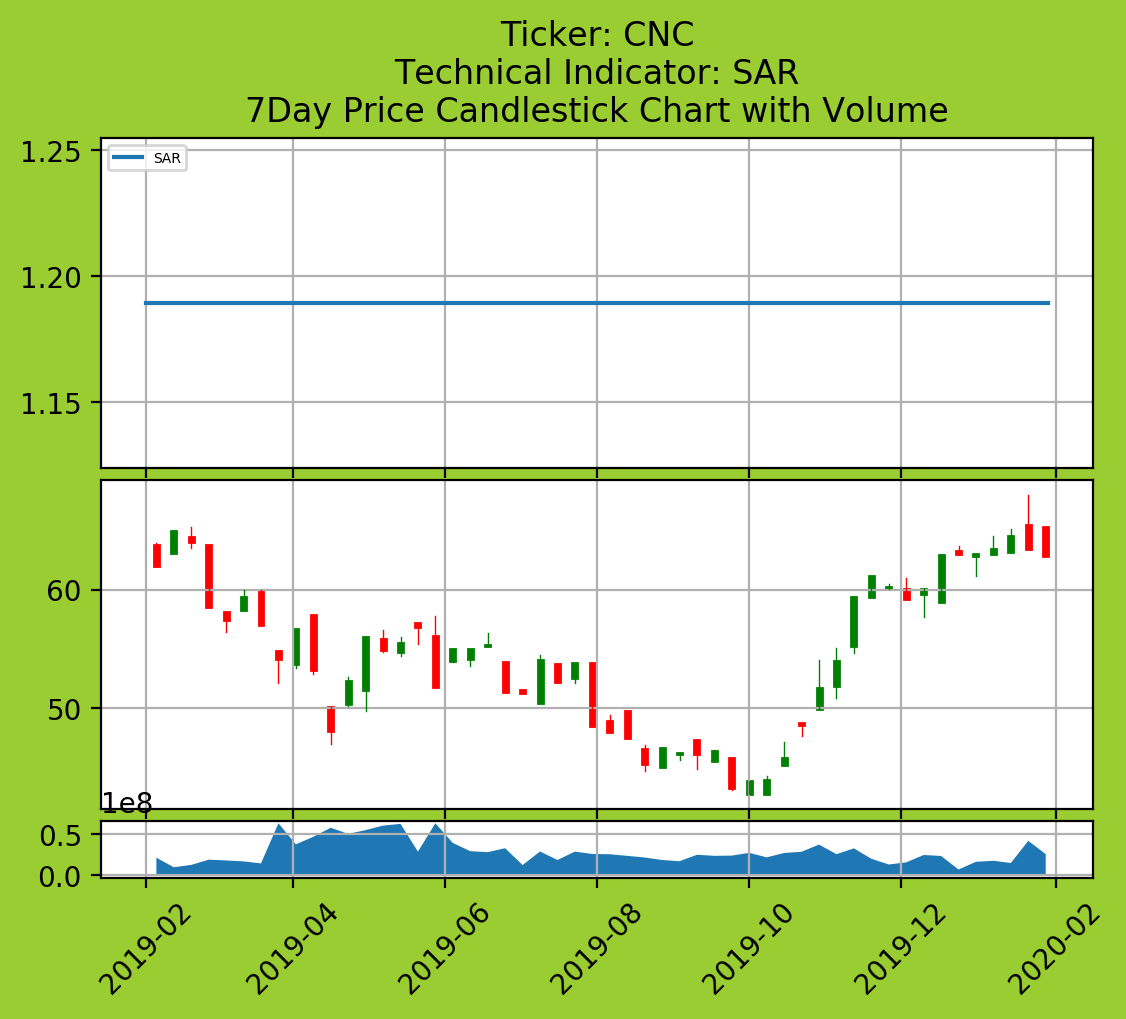 Ticker: CNC
Technical Indicator: SAR
7Day Price Candlestick Chart with Volume
1.25
SAR
1.20
1.15
60
50
1e8
0.5
0.0
2019-02
2019-04
2019-06
2019-08
2019-10
2019-12
2020-02